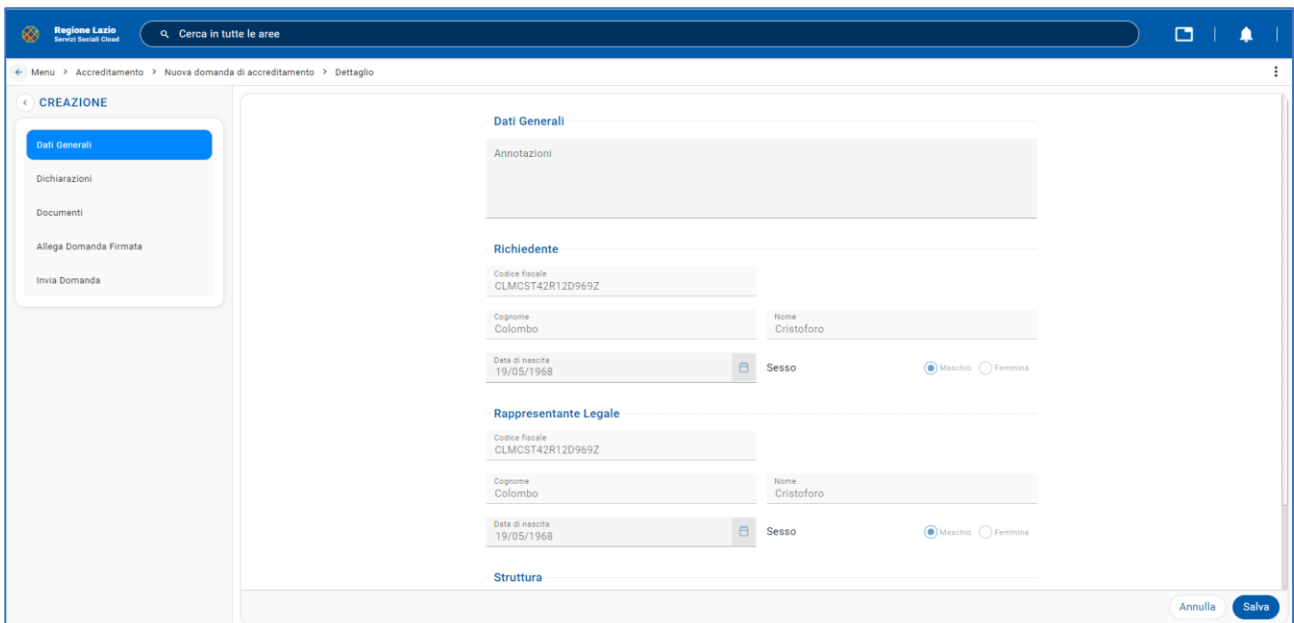 Regione Lazio
Servizi Sociali Cloud
Cerca in tutte le aree
Menu > Accreditamento > Nuova domanda di accreditamento > Dettaglio
CREAZIONE
Dati Generali
Dichiarazioni
Documenti
Allega Domanda Firmata
Invia Domanda
Dati Generali
Annotazioni
Richiedente
Codice fiscale
CLMCST42R12D969Z
Cognome
Colombo
Nome
Cristoforo
Data di nascita
19/05/1968
Sesso
Maschio
Femmina
Rappresentante Legale
Codice fiscale
CLMCST42R12D969Z
Cognome
Colombo
Nome
Cristoforo
Data di nascita
19/05/1968
Sesso
Maschio
Femmina
Struttura
Annulla
Salva